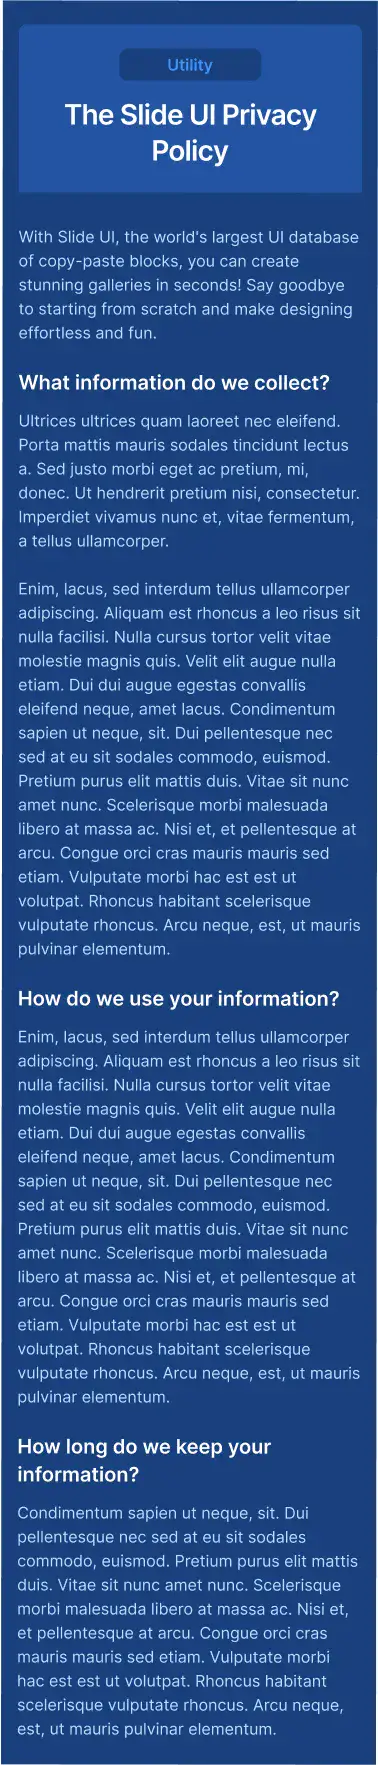 Utility
The Slide UI Privacy
Policy
With Slide UI, the world's largest UI database
of copy-paste blocks, you can create
stunning galleries in seconds! Say goodbye
to starting from scratch and make designing
effortless and fun.
What information do we collect?
Ultrices ultrices quam laoreet nec eleifend.
Porta mattis mauris sodales tincidunt lectus
a. Sed justo morbi eget ac pretium, mi,
donec. Ut hendrerit pretium nisi, consectetur.
Imperdiet vivamus nunc et, vitae fermentum,
a tellus ullamcorper.
Enim, lacus, sed interdum tellus ullamcorper
adipiscing. Aliquam est rhoncus a leo risus sit
nulla facilisi. Nulla cursus tortor velit vitae
molestie magnis quis. Velit elit augue nulla
etiam. Dui dui augue egestas convallis
eleifend neque, amet lacus. Condimentum
sapien ut neque, sit. Dui pellentesque nec
sed at eu sit sodales commodo, euismod.
Pretium purus elit mattis duis. Vitae sit nunc
amet nunc. Scelerisque morbi malesuada
libero at massa ac. Nisi et, et pellentesque at
arcu. Congue orci cras mauris mauris sed
etiam. Vulputate morbi hac est est ut
volutpat. Rhoncus habitant scelerisque
vulputate rhoncus. Arcu neque, est, ut mauris
pulvinar elementum.
How do we use your information?
Enim, lacus, sed interdum tellus ullamcorper
adipiscing. Aliquam est rhoncus a leo risus sit
nulla facilisi. Nulla cursus tortor velit vitae
molestie magnis quis. Velit elit augue nulla
etiam. Dui dui augue egestas convallis
eleifend neque, amet lacus. Condimentum
sapien ut neque, sit. Dui pellentesque nec
sed at eu sit sodales commodo, euismod.
Pretium purus elit mattis duis. Vitae sit nunc
amet nunc. Scelerisque morbi malesuada
libero at massa ac. Nisi et, et pellentesque at
arcu. Congue orci cras mauris mauris sed
etiam. Vulputate morbi hac est est ut
volutpat. Rhoncus habitant scelerisque
vulputate rhoncus. Arcu neque, est, ut mauris
pulvinar elementum.
How long do we keep your
information?
Condimentum sapien ut neque, sit. Dui
pellentesque nec sed at eu sit sodales
commodo, euismod. Pretium purus elit mattis
duis. Vitae sit nunc amet nunc. Scelerisque
morbi malesuada libero at massa ac. Nisi et,
et pellentesque at arcu. Congue orci cras
mauris mauris sed etiam. Vulputate morbi
hac est est ut volutpat. Rhoncus habitant
scelerisque vulputate rhoncus. Arcu neque,
est, ut mauris pulvinar elementum.